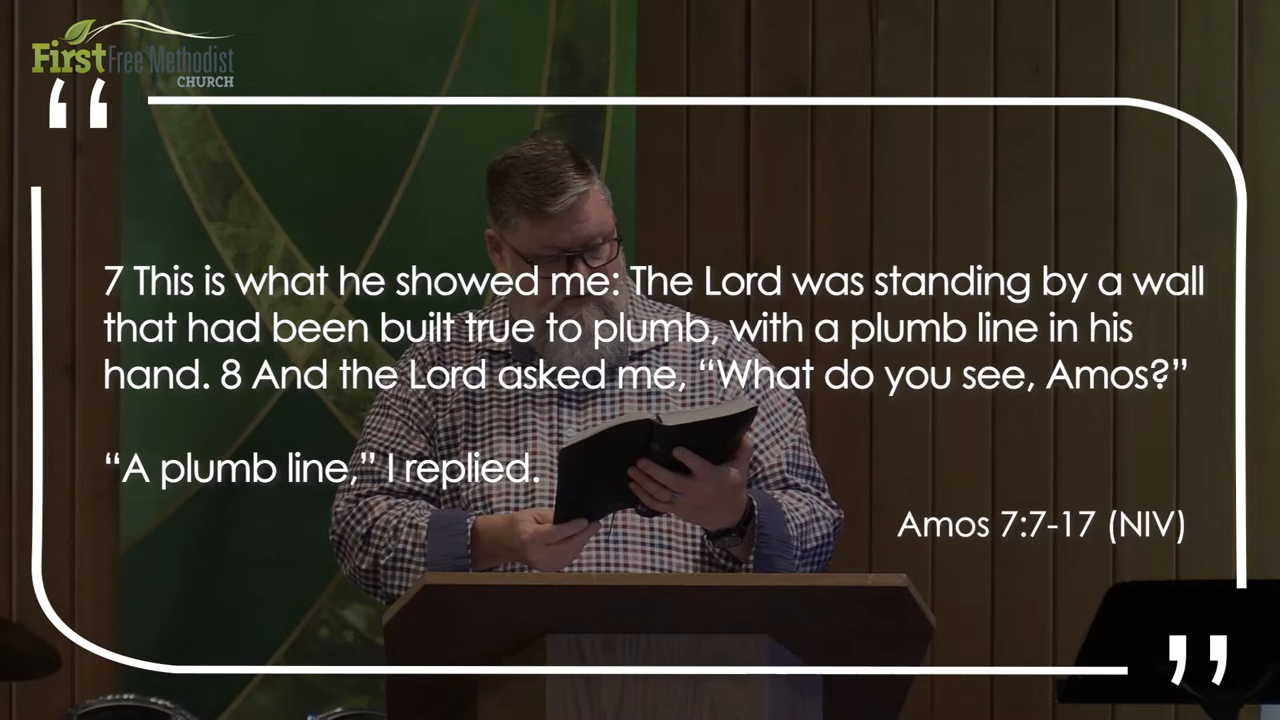 First Free Methodist
CHURCH
“
7 This is what he showed me: The Lord was standing by a wall
that had been built true to plumb, with a plumb line in his
hand. 8 And the Lord asked me, “What do you see, Amos?”
“A plumb line,” I replied.
Amos 7:7-17 (NIV)
”